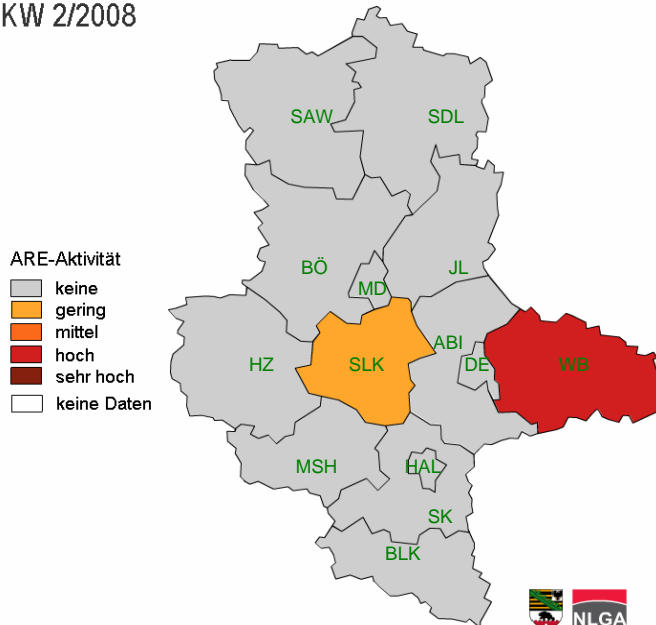 KW 2/2008
SAW
SDL
BÖ
MD
JL
ARE-Aktivität
keine
gering
mittel
hoch
sehr hoch
keine Daten
HZ
SLK
ABI
DE
WB
MSH
HAL
SK
BLK
NLGA